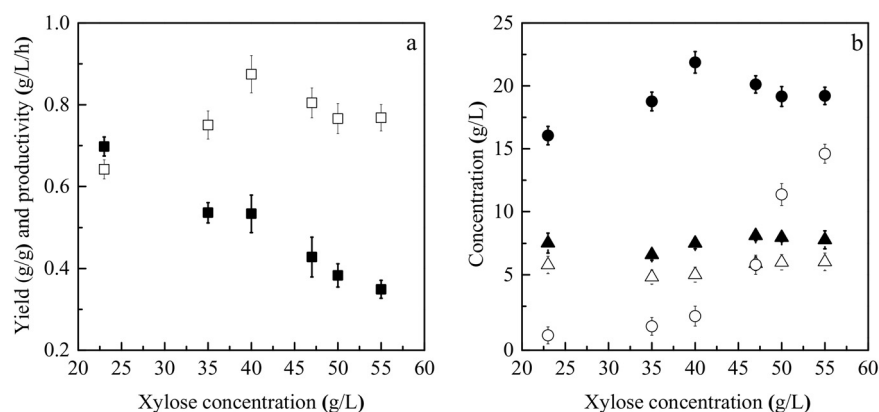 1.0
0.8
0.6
0.4
0.2
20 25 30 35 40 45 50 55 60
Yield (g/g) and productivity (g/L/h)
Xylose concentration (g/L)
a
25
20
15
10
5
0
20 25 30 35 40 45 50 55 60
Concentration (g/L)
Xylose concentration (g/L)
b